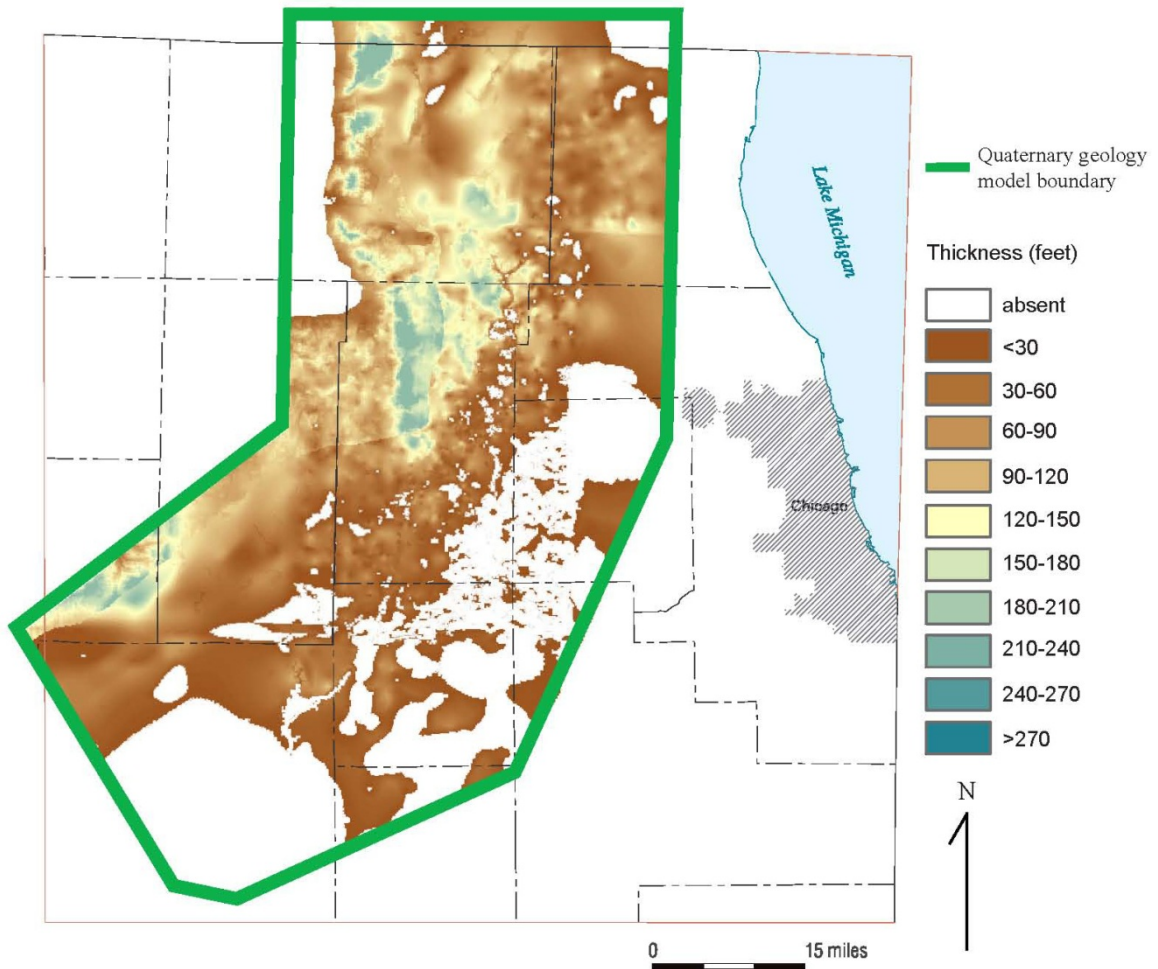 Lake Michigan
Chicago
Quaternary geology
model boundary
Thickness (feet)
absent
<30
30-60
60-90
90-120
120-150
150-180
180-210
210-240
240-270
>270
N
0 15 miles